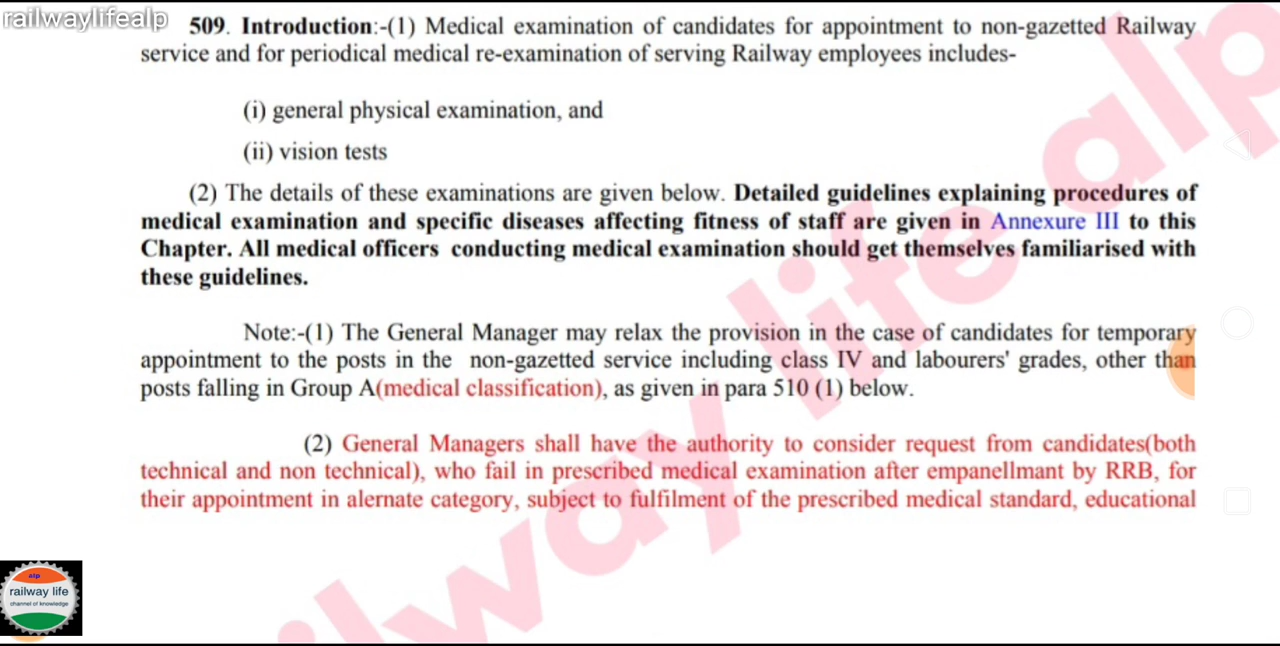 railwaylifealp
509. Introduction:-(1) Medical examination of candidates for appointment to non-gazetted Railway
service and for periodical medical re-examination of serving Railway employees includes-
(i) general physical examination, and
(ii) vision tests
(2) The details of these examinations are given below. Detailed guidelines explaining procedures of
medical examination and specific diseases affecting fitness of staff are given in Annexure III to this
Chapter. All medical officers conducting medical examination should get themselves familiarised with
these guidelines.
Note:-(1) The General Manager may relax the provision in the case of candidates for temporary
appointment to the posts in the non-gazetted service including class IV and labourers' grades, other than
posts falling in Group A(medical classification), as given in para 510 (1) below.
(2) General Managers shall have the authority to consider request from candidates(both
technical and non technical), who fail in prescribed medical examination after empanellmant by RRB, for
their appointment in alernate category, subject to fulfilment of the prescribed medical standard, educational
ilway life alp
alp
railway life
channel of knowledge